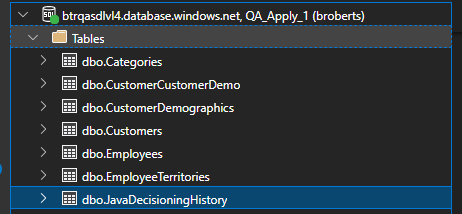 btrqasdlvl4.database.windows.net, QA_Apply_1 (broberts)
Tables
dbo.Categories
dbo.CustomerCustomerDemo
dbo.CustomerDemographics
dbo.Customers
dbo.Employees
dbo.EmployeeTerritories
dbo.JavaDecisioningHistory